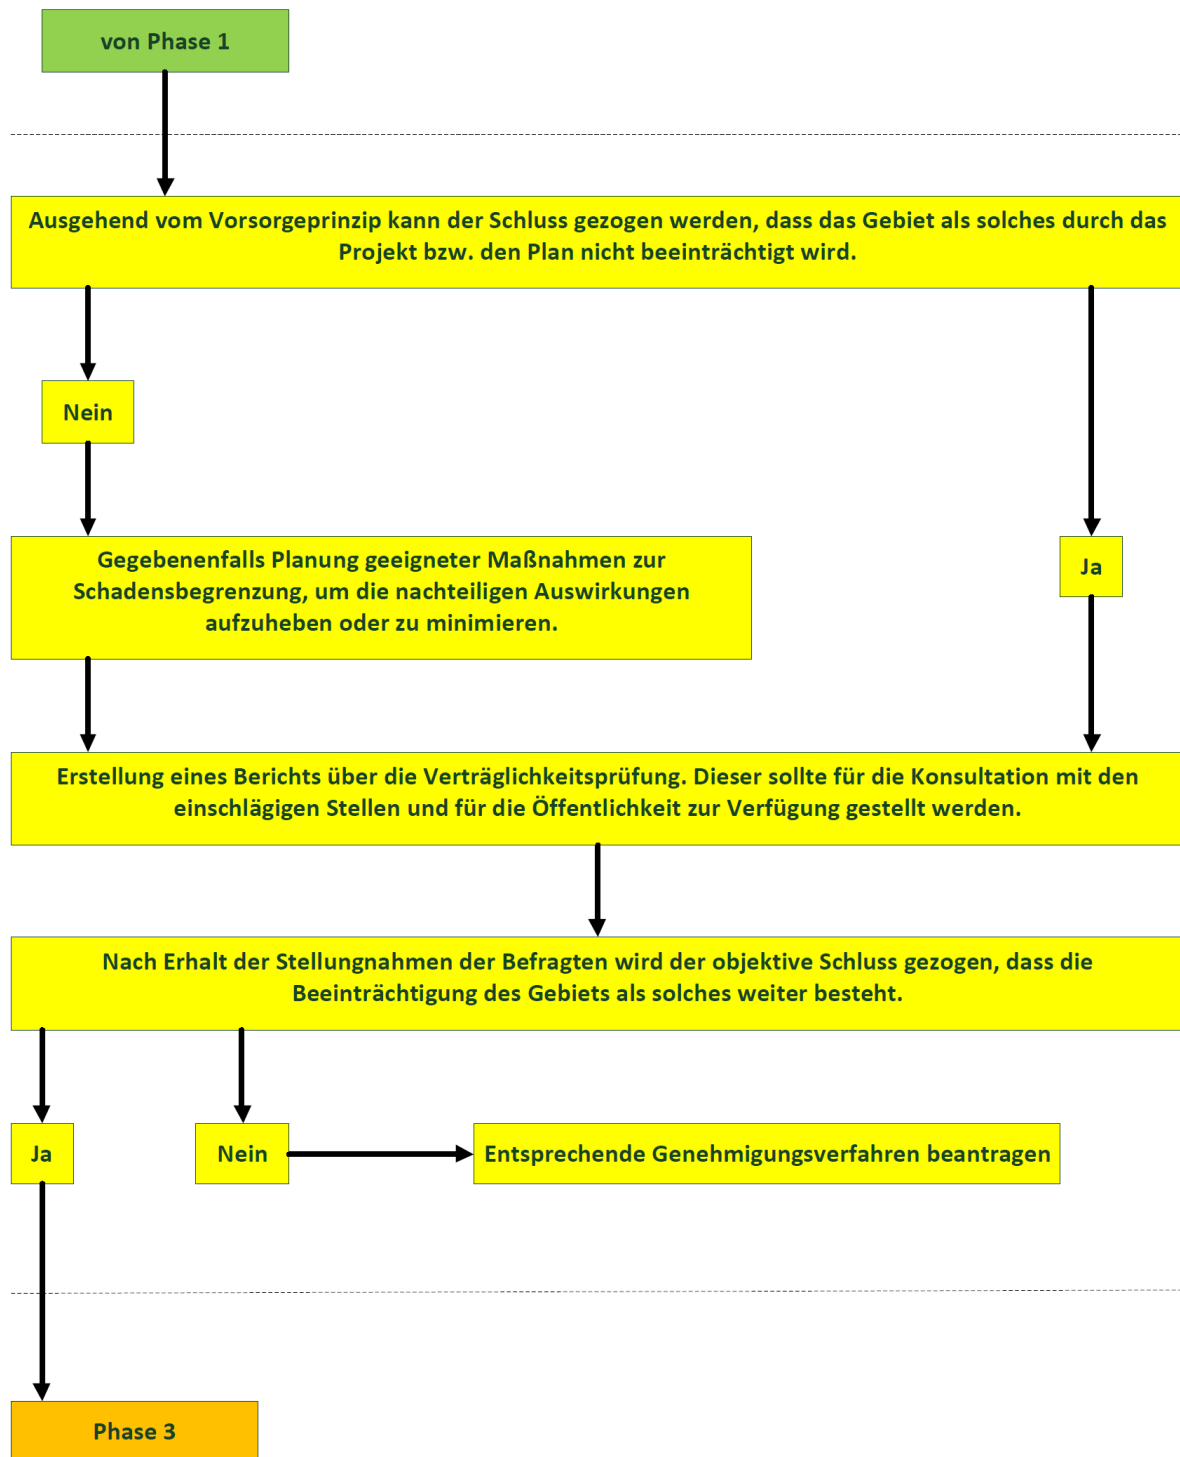 von Phase 1
Ausgehend vom Vorsorgeprinzip kann der Schluss gezogen werden, dass das Gebiet als solches durch das
Projekt bzw. den Plan nicht beeinträchtigt wird.
Nein
Gegebenenfalls Planung geeigneter Maßnahmen zur
Schadensbegrenzung, um die nachteiligen Auswirkungen
aufzuheben oder zu minimieren.
Ja
Erstellung eines Berichts über die Verträglichkeitsprüfung. Dieser sollte für die Konsultation mit den
einschlägigen Stellen und für die Öffentlichkeit zur Verfügung gestellt werden.
Nach Erhalt der Stellungnahmen der Befragten wird der objektive Schluss gezogen, dass die
Beeinträchtigung des Gebiets als solches weiter besteht.
Ja
Nein
Entsprechende Genehmigungsverfahren beantragen
Phase 3